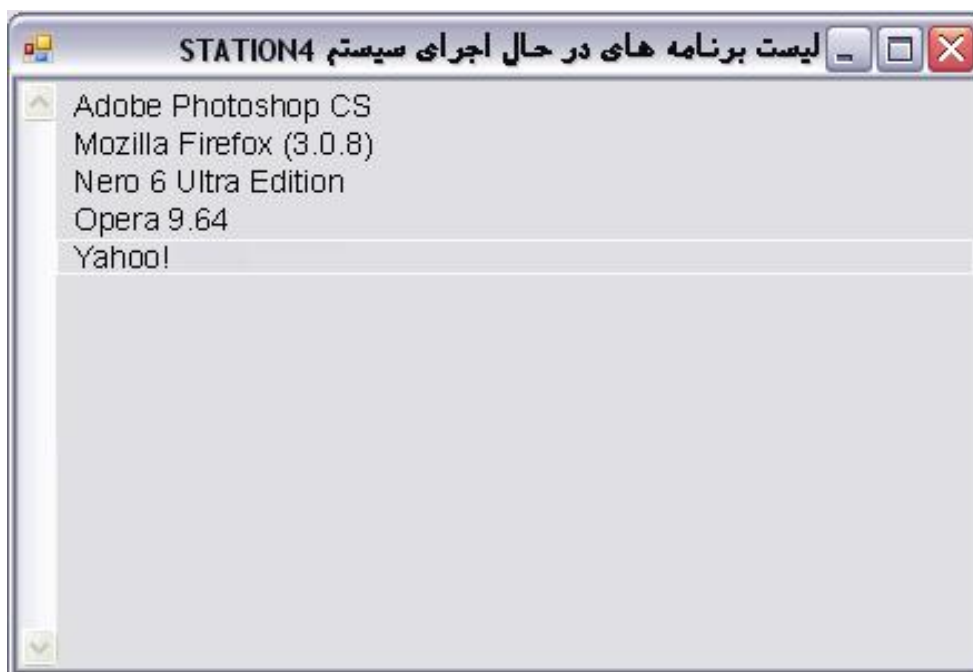 لیست برنامه های در حال اجرای سیستم STATION4
Adobe Photoshop CS
Mozilla Firefox (3.0.8)
Nero 6 Ultra Edition
Opera 9.64
Yahoo!